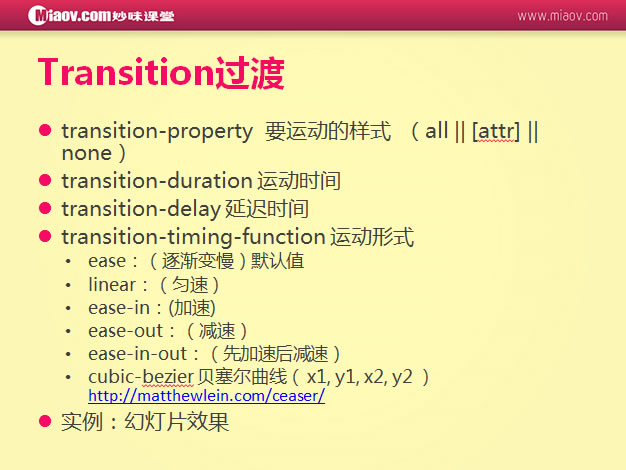 Miaov.com妙味课堂
www.miaov.com
Transition过渡
transition-property 要运动的样式 （all || [attr] ||
none）
transition-duration 运动时间
transition-delay 延迟时间
transition-timing-function 运动形式
ease：（逐渐变慢）默认值
linear：（匀速）
ease-in：(加速)
ease-out：（减速）
ease-in-out：（先加速后减速）
cubic-bezier 贝塞尔曲线（ x1, y1, x2, y2 ）
http://matthewlein.com/ceaser/
实例：幻灯片效果